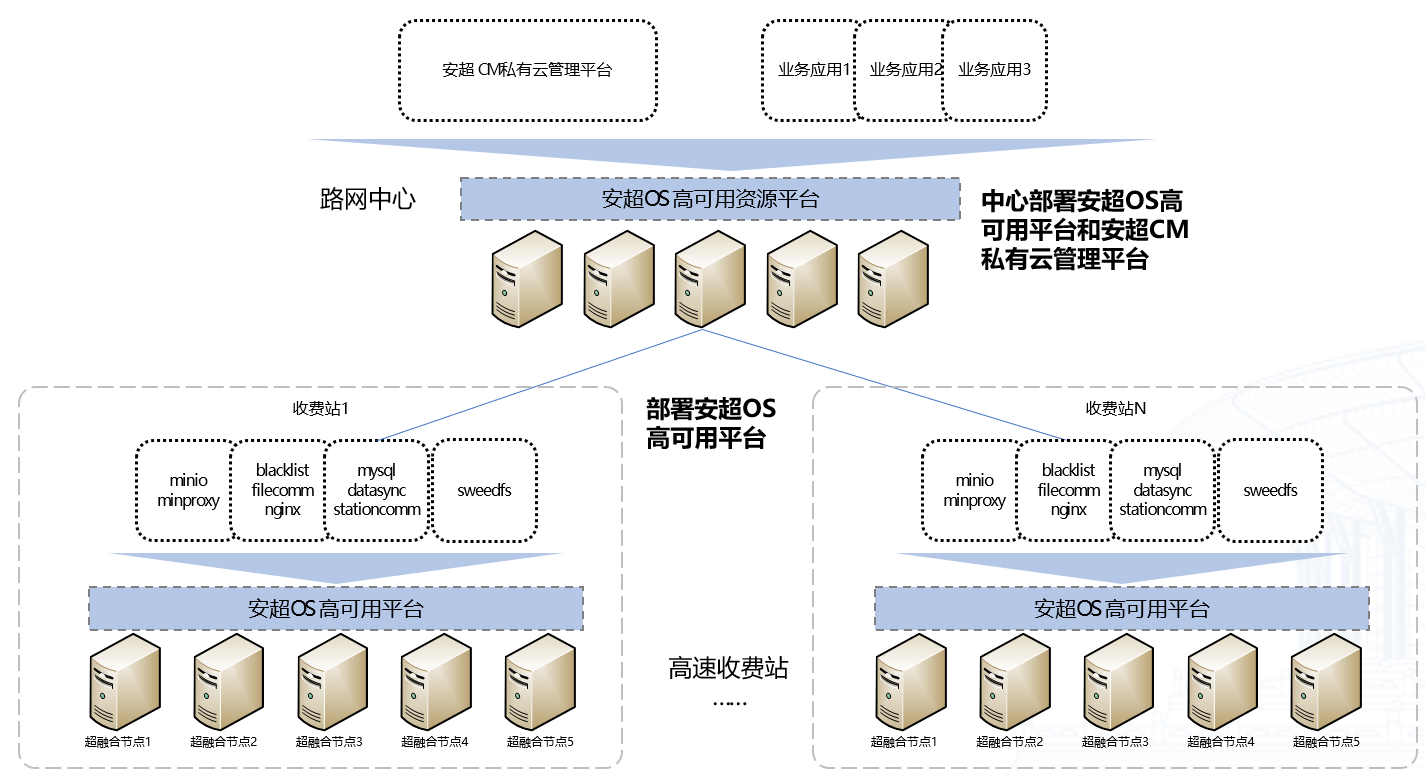 安超 CM私有云管理平台
业务应用1
业务应用2
业务应用3
路网中心
安超OS 高可用资源平台
中心部署安超OS高
可用平台和安超CM
私有云管理平台
收费站1
minio
minproxy
blacklist
filecomm
nginx
mysql
datasync
stationcomm
sweedfs
安超OS 高可用平台
超融合节点1
超融合节点2
超融合节点3
超融合节点4
超融合节点5
部署安超OS
高可用平台
高速收费站
……
收费站N
minio
minproxy
blacklist
filecomm
nginx
mysql
datasync
stationcomm
sweedfs
安超OS 高可用平台
超融合节点1
超融合节点2
超融合节点3
超融合节点4
超融合节点5